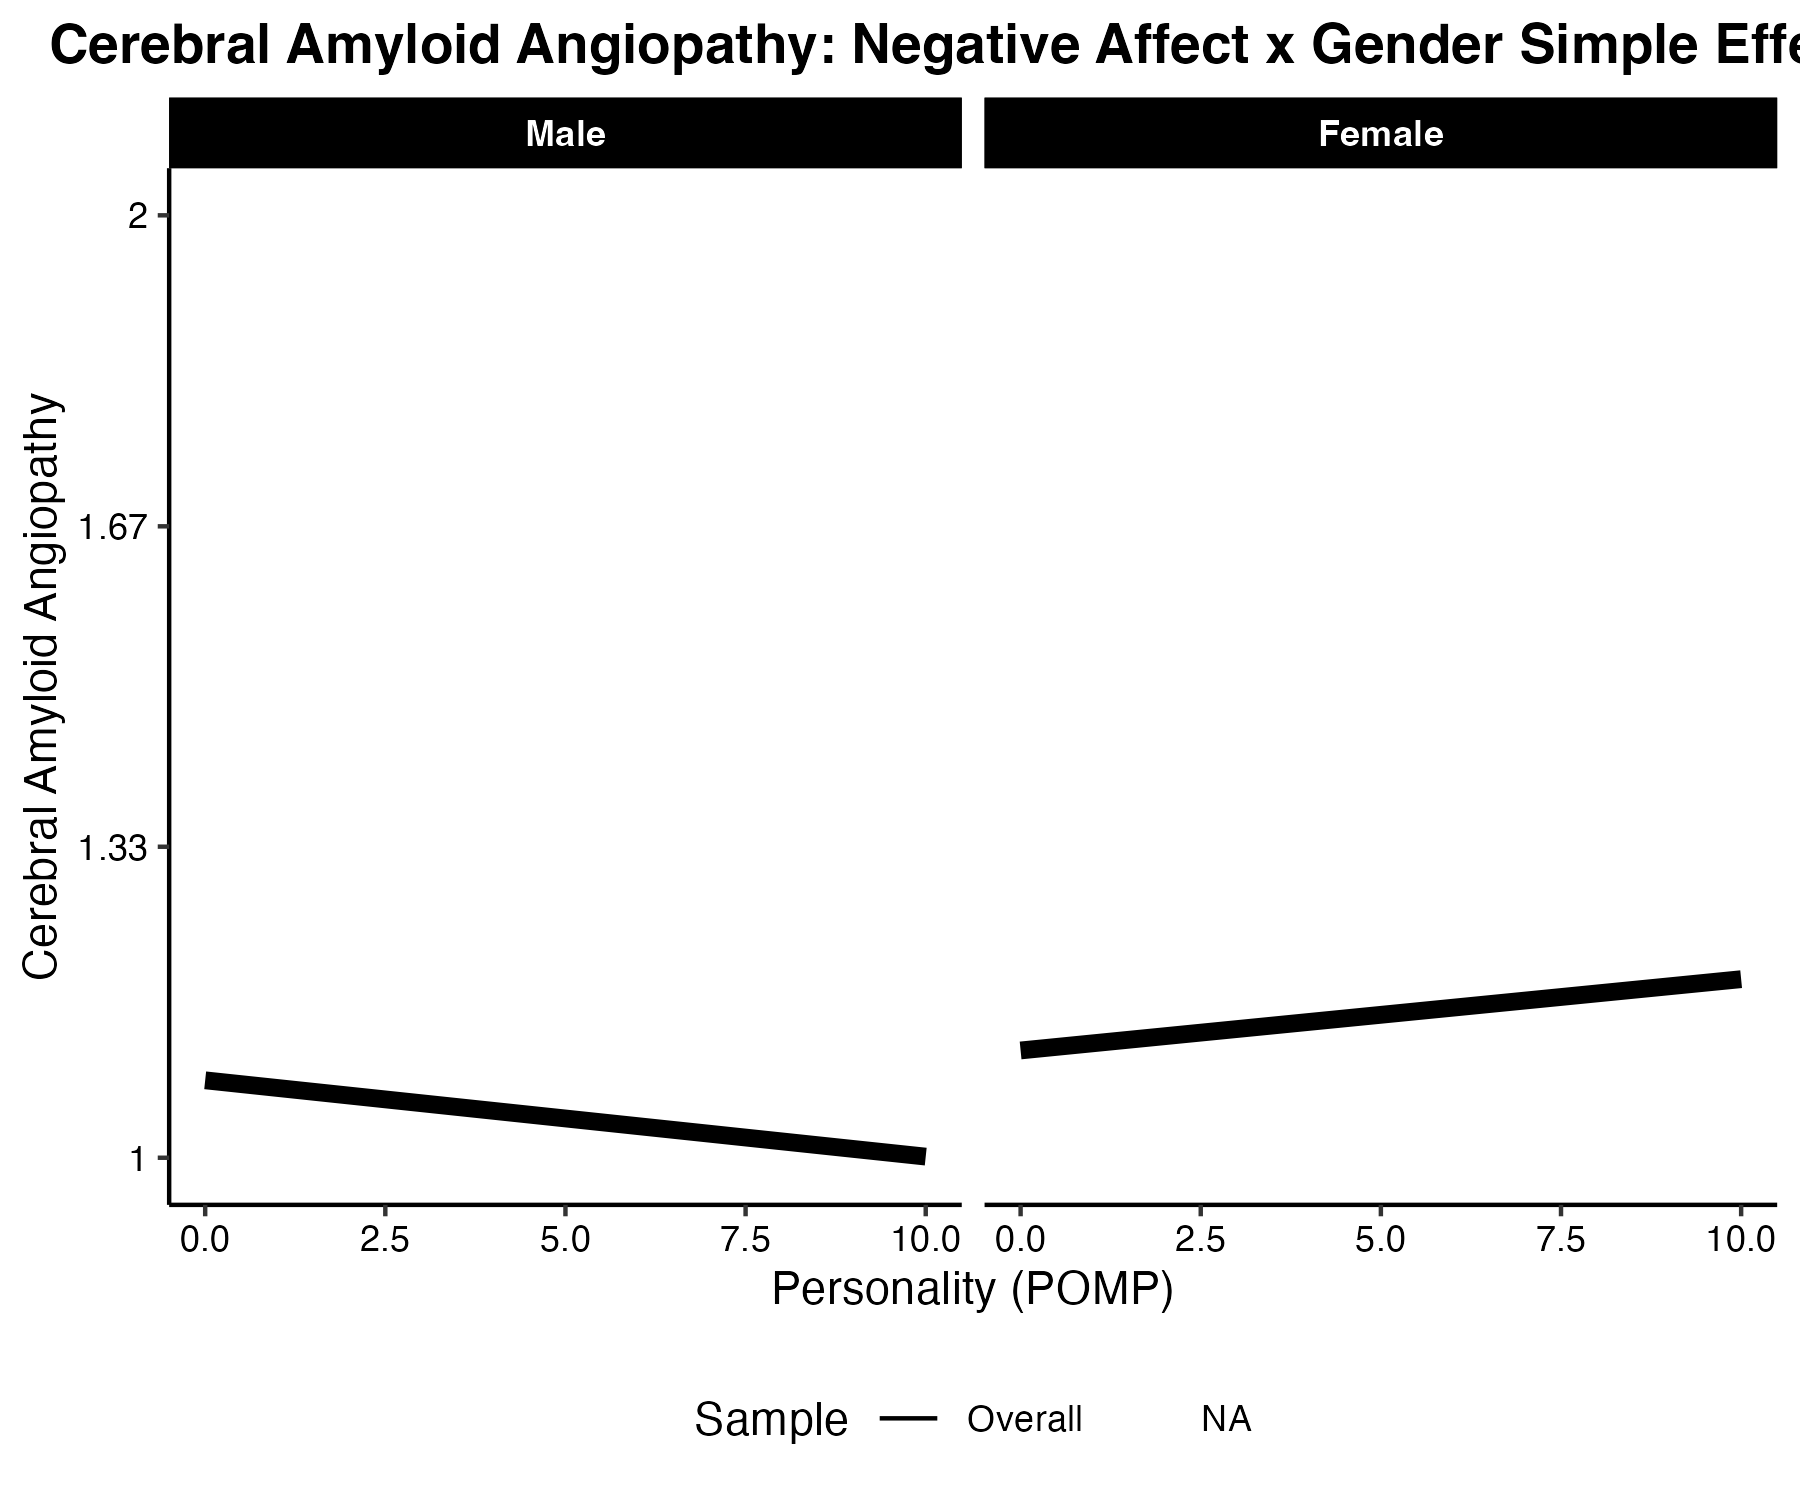 Cerebral Amyloid Angiopathy: Negative Affect x Gender Simple Effe
Male
Female
Cerebral Amyloid Angiopathy
2
1.67
1.33
1
0.0 2.5 5.0 7.5 10.0 0.0 2.5 5.0 7.5 10.0
Personality (POMP)
Sample Overall NA